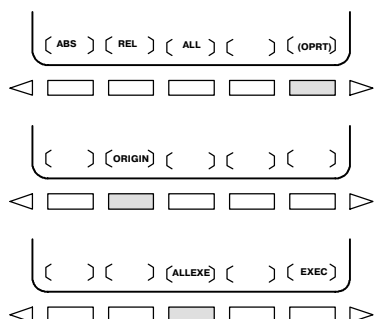 [ ABS ] [ REL ] [ ALL ] [ ] [ (OPRT) ]
[ ] [ ORIGIN ] [ ] [ ] [ ]
[ ] [ ] [ ALLEXE ] [ ] [ EXEC ]